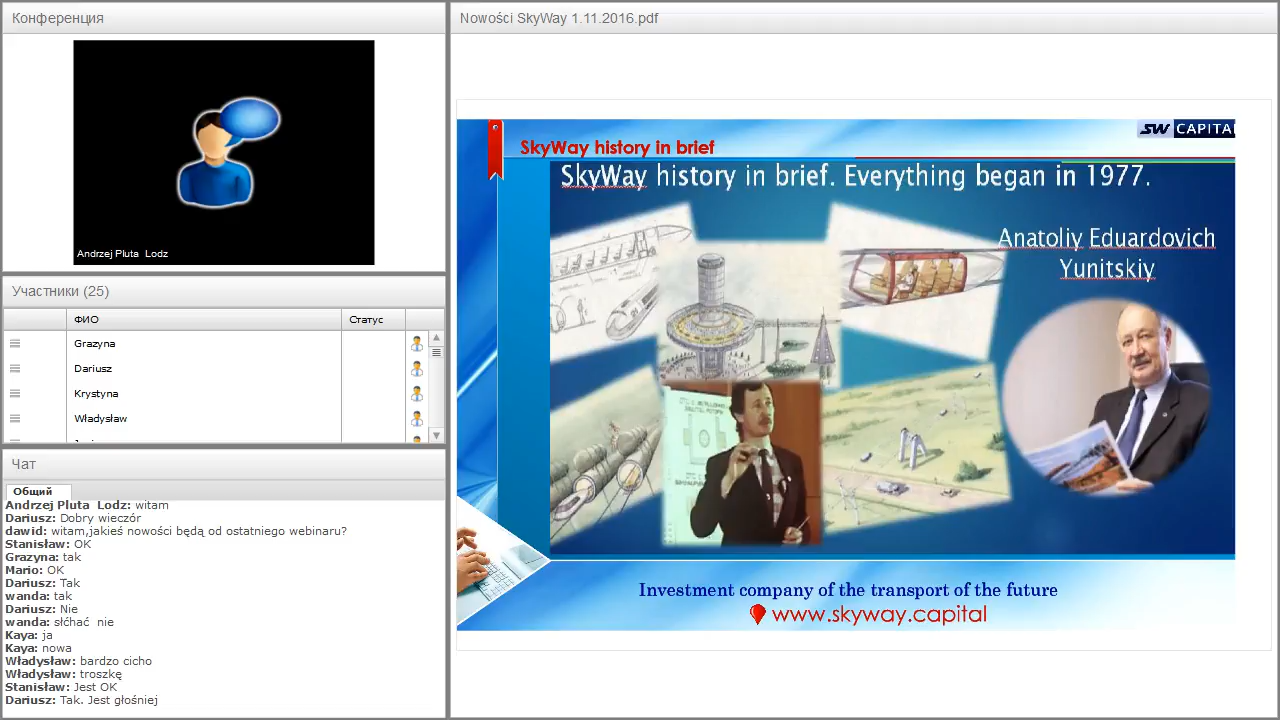 Конференция
Andrzej Pluta Lodz
Участники (25)
ФИО
Статус
Grazyna
Dariusz
Krystyna
Władysław
Чат
Общий
Andrzej Pluta Lodz: witam
Dariusz: Dobry wieczór
dawid: witam,jakieś nowości będą od ostatniego webinaru?
Stanisław: OK
Grazyna: tak
Mario: OK
Dariusz: Tak
wanda: tak
Dariusz: Nie
wanda: słchać nie
Kaya: ja
Kaya: nowa
Władysław: bardzo cicho
Władysław: troszkę
Stanisław: Jest OK
Dariusz: Tak. Jest głośniej
Nowości SkyWay 1.11.2016.pdf
SW CAPITAL
SkyWay history in brief
SkyWay history in brief. Everything began in 1977.
Anatoliy Eduardovich
Yunitskiy
Investment company of the transport of the future
www.skyway.capital